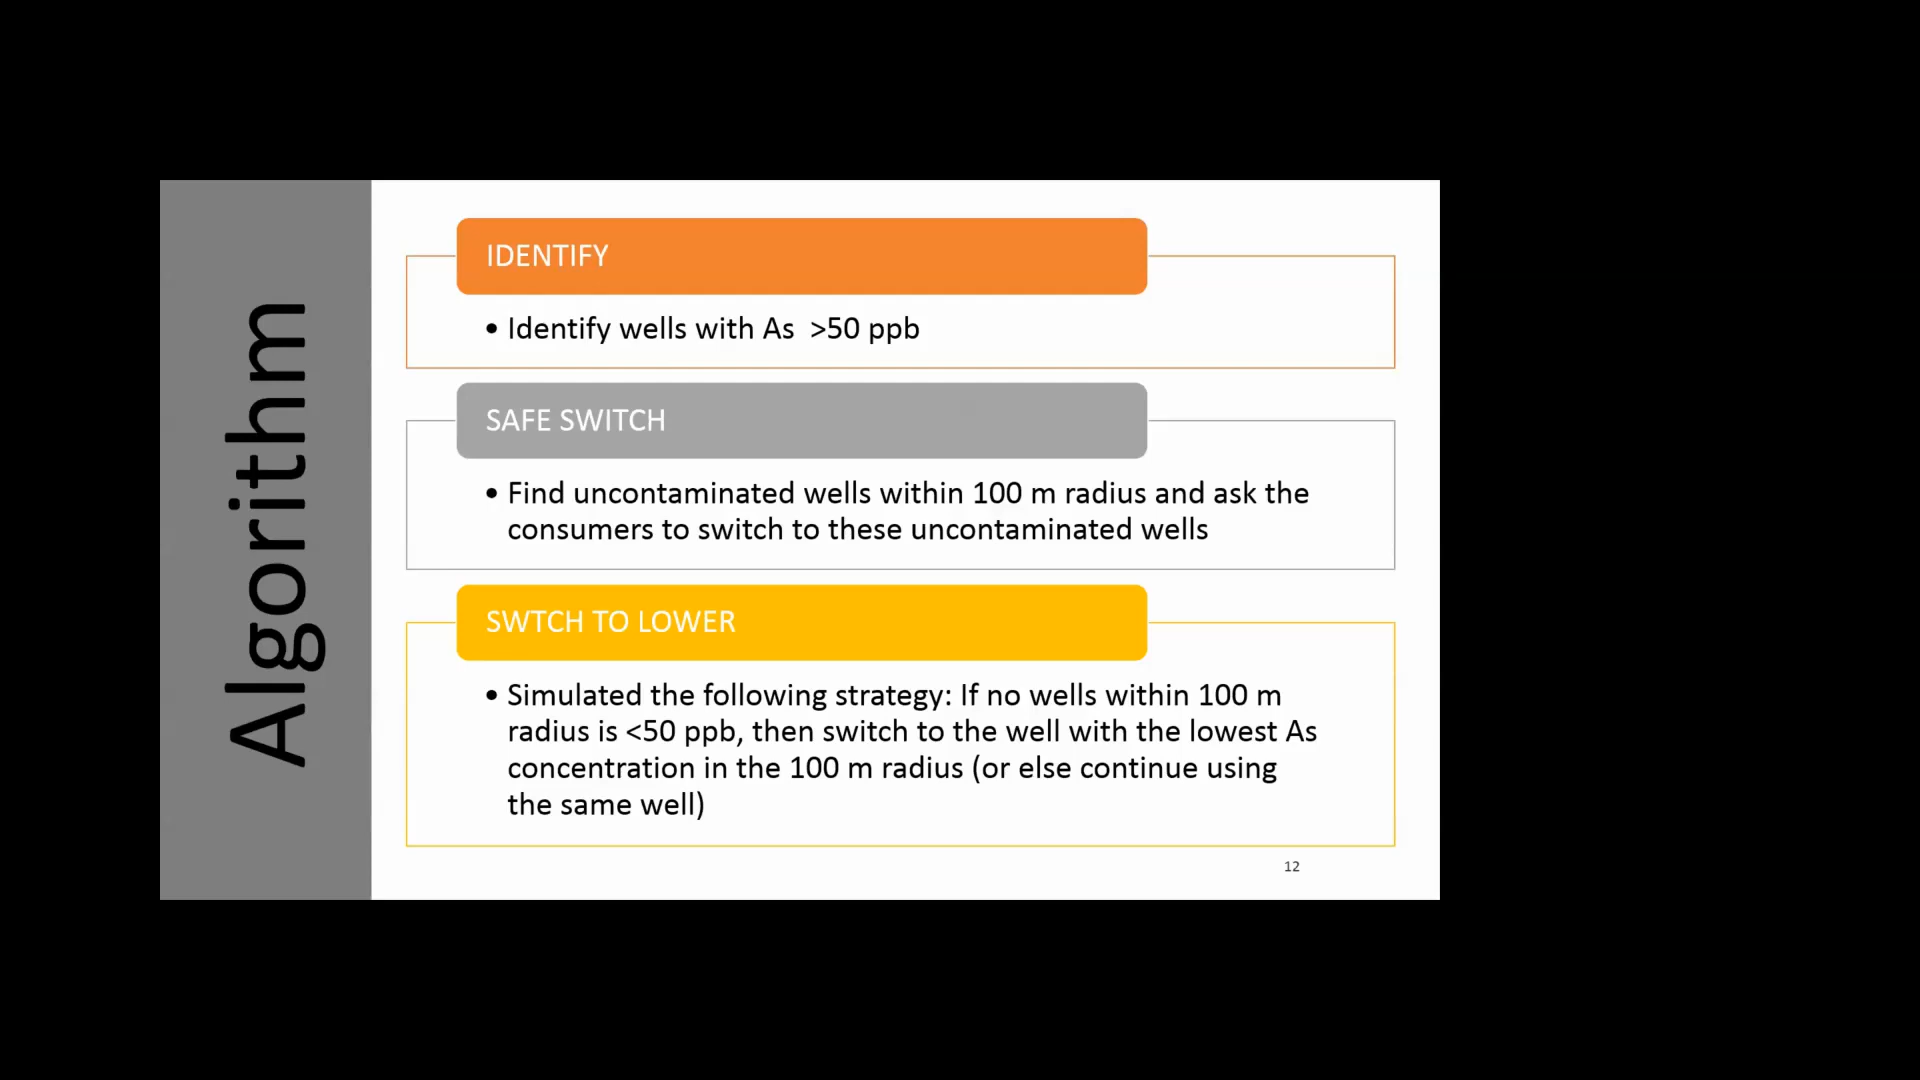 Algorithm
IDENTIFY
• Identify wells with As  >50 ppb
SAFE SWITCH
• Find uncontaminated wells within 100 m radius and ask the
consumers to switch to these uncontaminated wells
SWTCH TO LOWER
• Simulated the following strategy: If no wells within 100 m
radius is <50 ppb, then switch to the well with the lowest As
concentration in the 100 m radius (or else continue using
the same well)
12